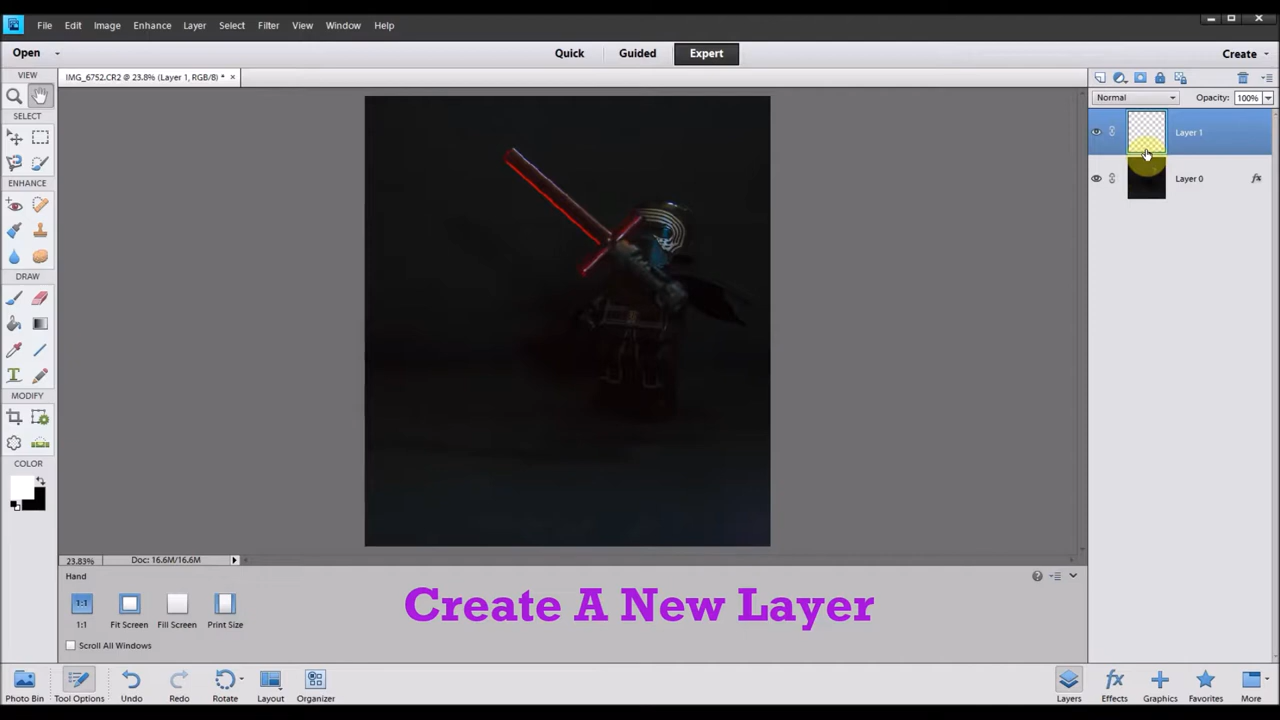 File Edit Image Enhance Layer Select Filter View Window Help
Open Quick Guided Expert Create
VIEW
IMG_6752.CR2 @ 23.8% (Layer 1, RGB/8) * ×
Normal Opacity: 100%
SELECT
Layer 1
Layer 0 fx
ENHANCE
DRAW
T
MODIFY
COLOR
23.83% Doc: 16.6M/16.6M
Hand
1:1
1:1 Fit Screen Fill Screen Print Size
Scroll All Windows
Create A New Layer
Photo Bin Tool Options Undo Redo Rotate Layout Organizer
fx
Layers Effects Graphics Favorites More